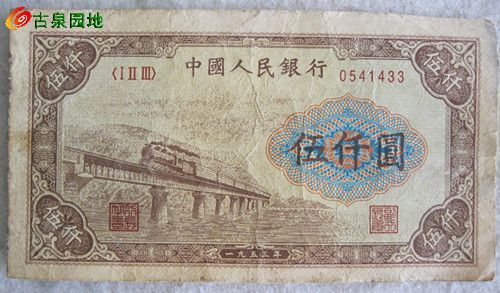 古泉园地
伍仟
伍仟
〈I II III〉
中國人民銀行
0541433
伍仟圓
伍仟
伍仟
一九五三年